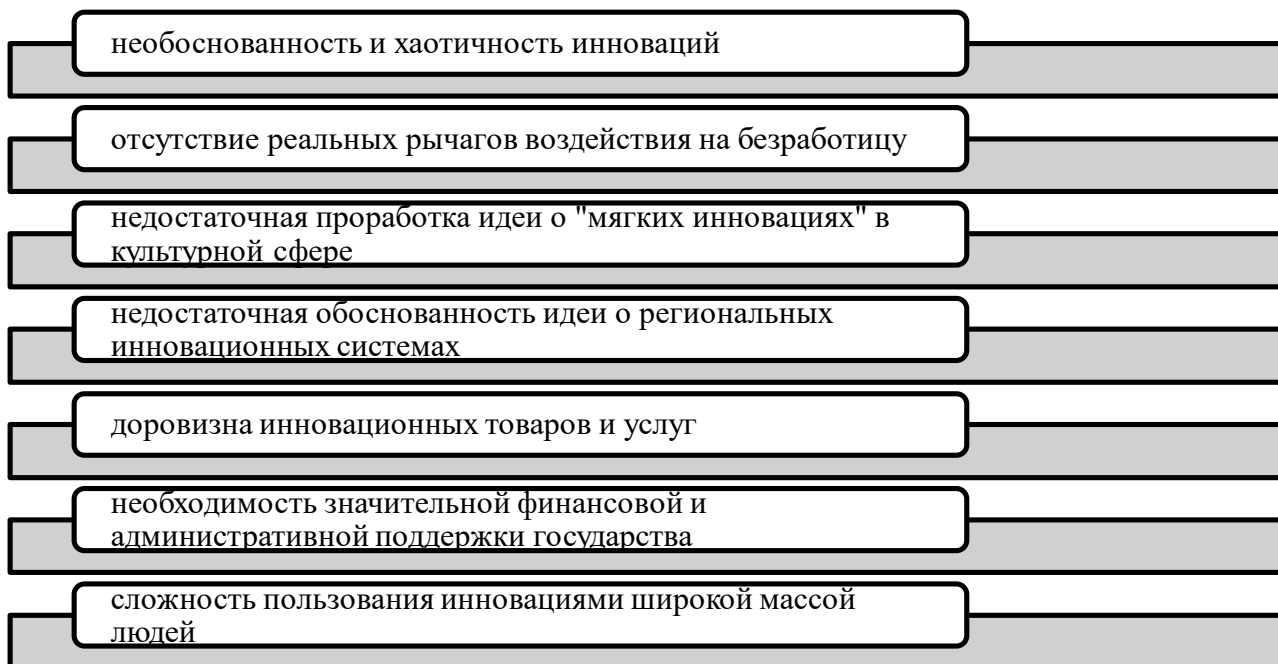 необоснованность и хаотичность инноваций
отсутствие реальных рычагов воздействия на безработицу
недостаточная проработка идеи о "мягких инновациях" в
культурной сфере
недостаточная обоснованность идеи о региональных
инновационных системах
доровизна инновационных товаров и услуг
необходимость значительной финансовой и
административной поддержки государства
сложность пользования инновациями широкой массой
людей